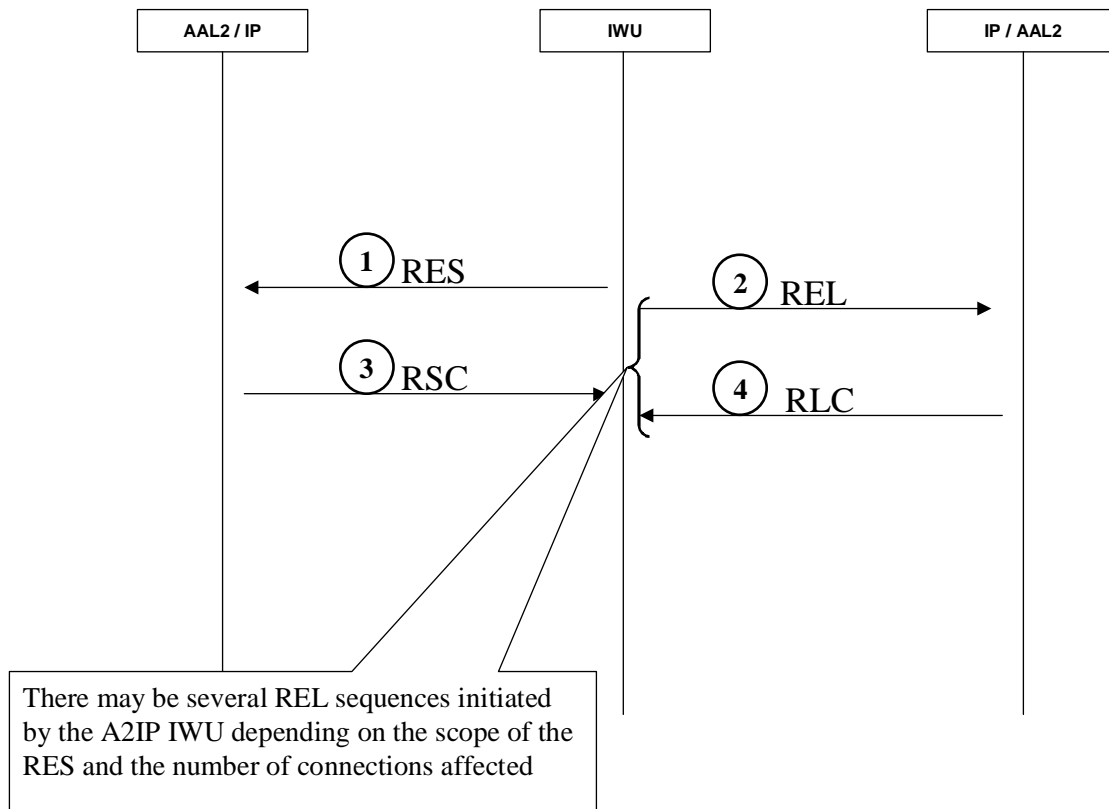 AAL2 / IP
IWU
IP / AAL2
1
RES
2
REL
3
RSC
4
RLC
There may be several REL sequences initiated
by the A2IP IWU depending on the scope of the
RES and the number of connections affected